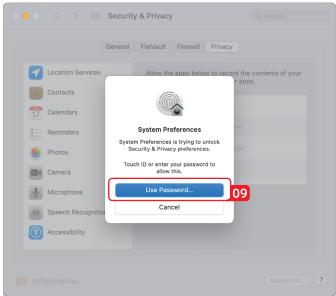 Security & Privacy
Search
General FileVault Firewall Privacy
Location Services
Allow the apps below to record the contents of your
apps.
Contacts
Calendars
Reminders
Photos
Camera
Microphone
Speech Recognition
Accessibility
System Preferences
System Preferences is trying to unlock
Security & Privacy preferences.
Touch ID or enter your password to
allow this.
Use Password...
09
Cancel
Authenticating...
Advanced...
?